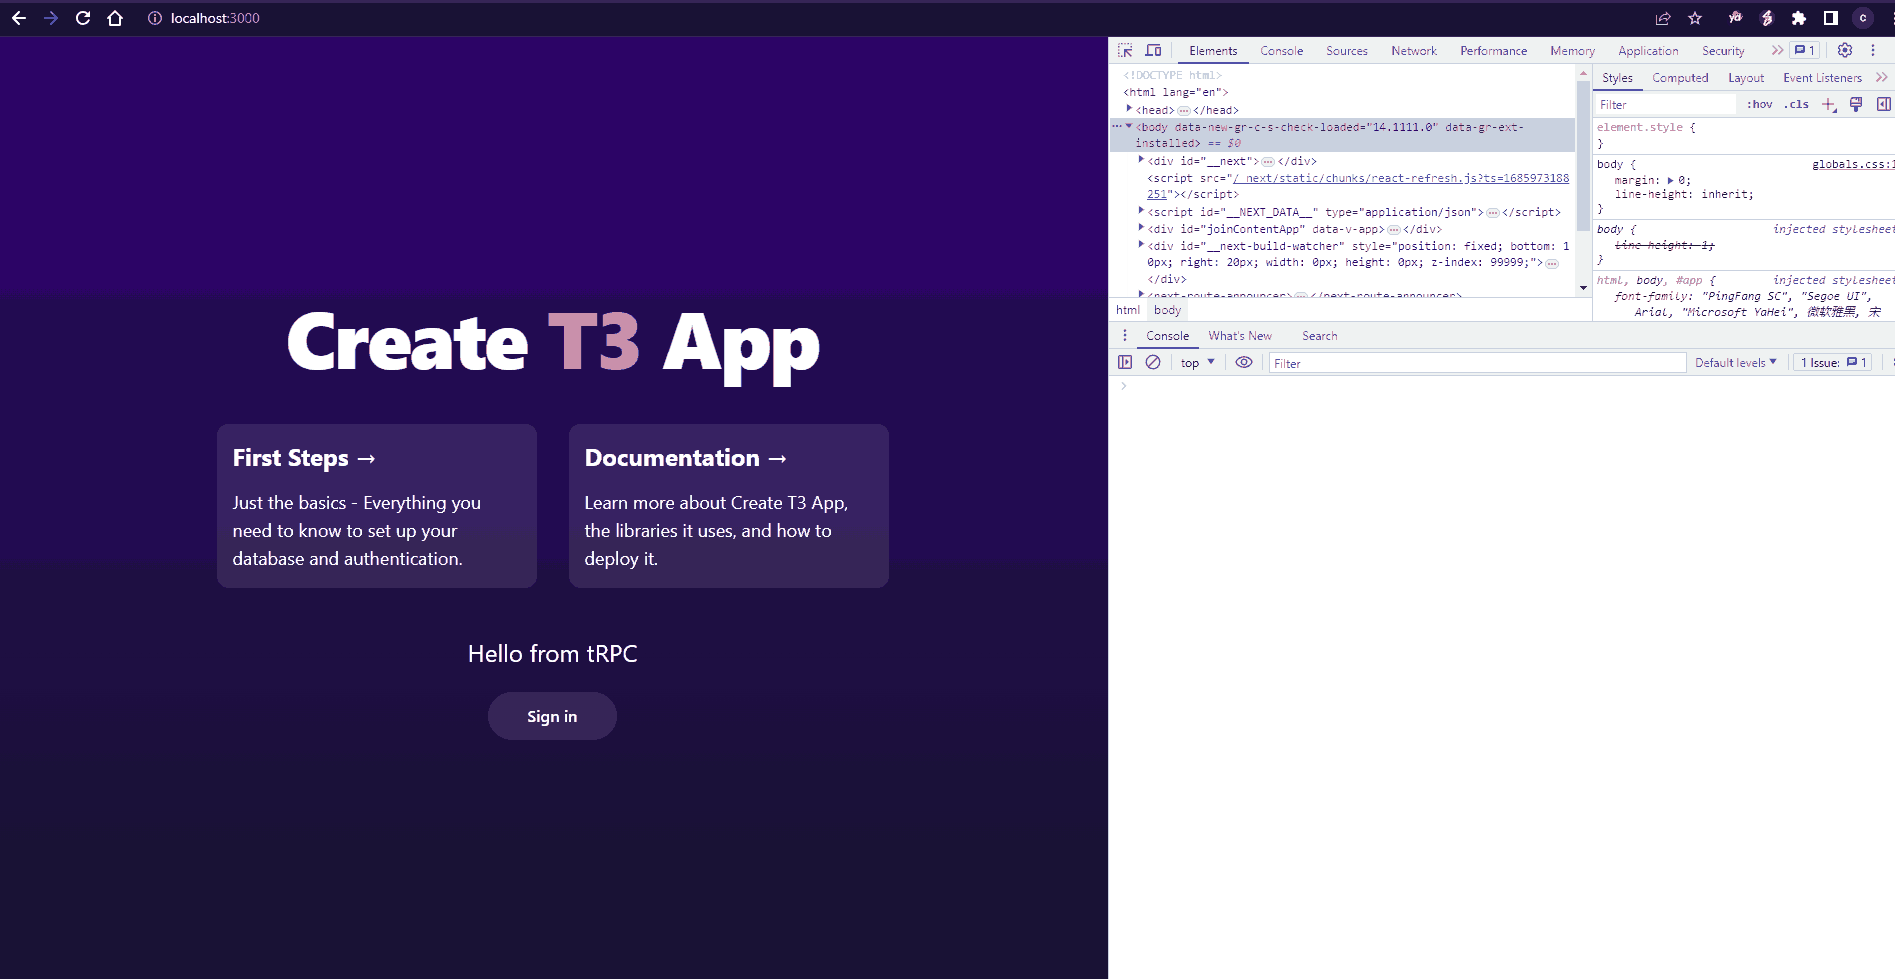 localhost:3000
Create T3 App
First Steps →
Just the basics - Everything you
need to know to set up your
database and authentication.
Documentation →
Learn more about Create T3 App,
the libraries it uses, and how to
deploy it.
Hello from tRPC
Sign in
Elements Console Sources Network Performance Memory Application Security 1
<!DOCTYPE html>
<html lang="en">
<head>…</head>
<body data-new-gr-c-s-check-loaded="14.1111.0" data-gr-ext-
installed> == $0
<div id="__next">…</div>
<script src="/_next/static/chunks/react-refresh.js?ts=1685973188
251"></script>
<script id="__NEXT_DATA__" type="application/json">…</script>
<div id="joinContentApp" data-v-app>…</div>
<div id="__next-build-watcher" style="position: fixed; bottom: 1
0px; right: 20px; width: 0px; height: 0px; z-index: 99999;">…
</div>
<next-route-announcer>…</next-route-announcer>
html body
Styles Computed Layout Event Listeners
Filter :hov .cls
element.style {
}
body { globals.css:1
margin: 0;
line-height: inherit;
}
body { injected stylesheet
line-height: 1;
}
html, body, #app { injected stylesheet
font-family: "PingFang SC", "Segoe UI",
Arial, "Microsoft YaHei", 微软雅黑, 宋
Console What's New Search
top Filter Default levels 1 Issue: 1